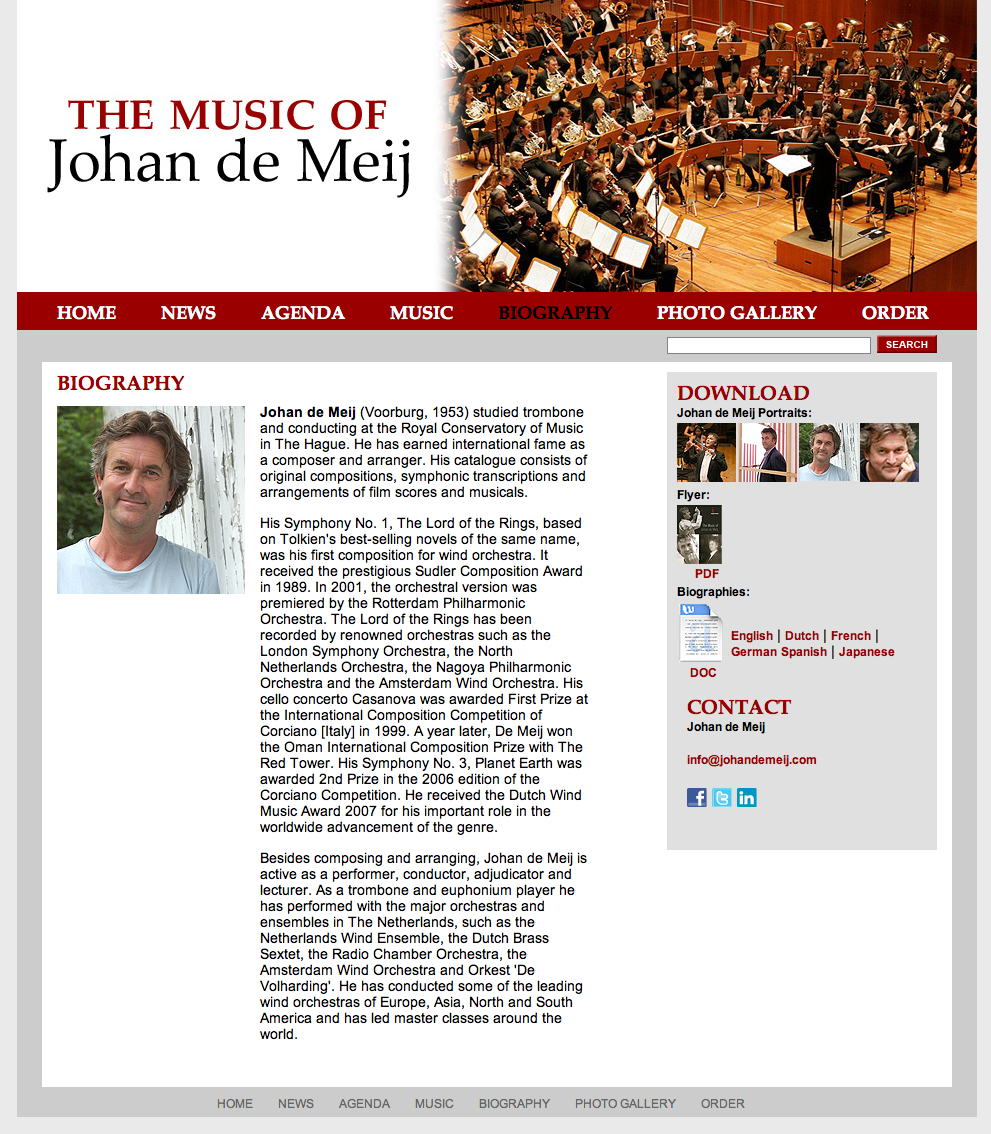 THE MUSIC OF
Johan de Meij
HOME NEWS AGENDA MUSIC BIOGRAPHY PHOTO GALLERY ORDER
SEARCH
BIOGRAPHY
Johan de Meij (Voorburg, 1953) studied trombone
and conducting at the Royal Conservatory of Music
in The Hague. He has earned international fame as
a composer and arranger. His catalogue consists of
original compositions, symphonic transcriptions and
arrangements of film scores and musicals.
His Symphony No. 1, The Lord of the Rings, based
on Tolkien's best-selling novels of the same name,
was his first composition for wind orchestra. It
received the prestigious Sudler Composition Award
in 1989. In 2001, the orchestral version was
premiered by the Rotterdam Philharmonic
Orchestra. The Lord of the Rings has been
recorded by renowned orchestras such as the
London Symphony Orchestra, the North
Netherlands Orchestra, the Nagoya Philharmonic
Orchestra and the Amsterdam Wind Orchestra. His
cello concerto Casanova was awarded First Prize at
the International Composition Competition of
Corciano [Italy] in 1999. A year later, De Meij won
the Oman International Composition Prize with The
Red Tower. His Symphony No. 3, Planet Earth was
awarded 2nd Prize in the 2006 edition of the
Corciano Competition. He received the Dutch Wind
Music Award 2007 for his important role in the
worldwide advancement of the genre.
Besides composing and arranging, Johan de Meij is
active as a performer, conductor, adjudicator and
lecturer. As a trombone and euphonium player he
has performed with the major orchestras and
ensembles in The Netherlands, such as the
Netherlands Wind Ensemble, the Dutch Brass
Sextet, the Radio Chamber Orchestra, the
Amsterdam Wind Orchestra and Orkest 'De
Volharding'. He has conducted some of the leading
wind orchestras of Europe, Asia, North and South
America and has led master classes around the
world.
DOWNLOAD
Johan de Meij Portraits:
Flyer:
PDF
Biographies:
English | Dutch | French |
German Spanish | Japanese
DOC
CONTACT
Johan de Meij
info@johandemeij.com
HOME NEWS AGENDA MUSIC BIOGRAPHY PHOTO GALLERY ORDER